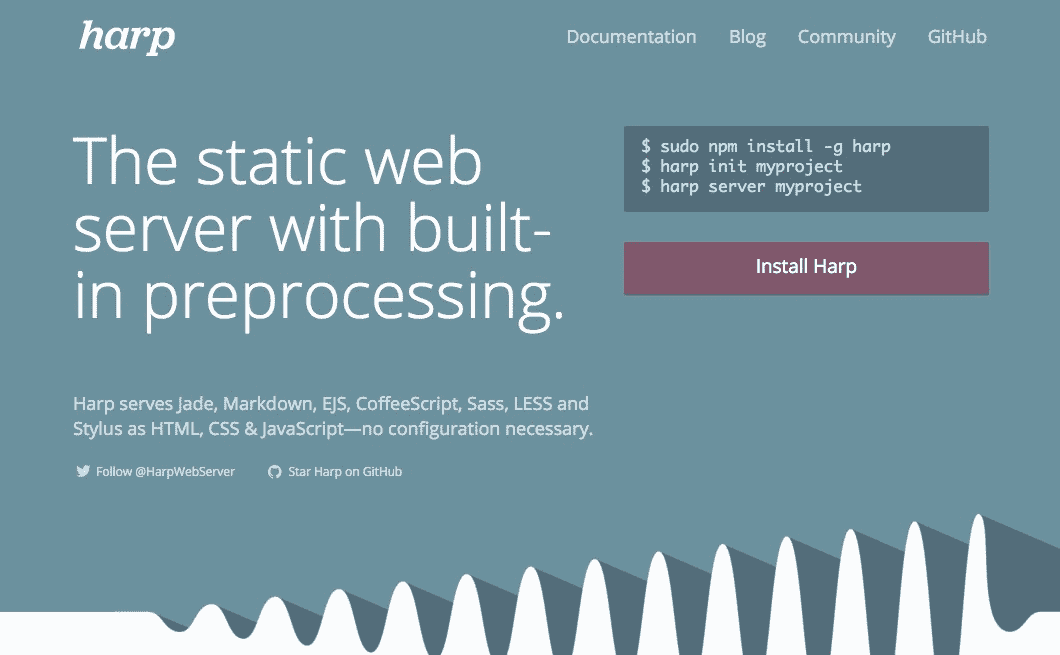 harp
Documentation Blog Community GitHub
The static web
server with built-
in preprocessing.
$ sudo npm install -g harp
$ harp init myproject
$ harp server myproject
Install Harp
Harp serves Jade, Markdown, EJS, CoffeeScript, Sass, LESS and
Stylus as HTML, CSS & JavaScript—no configuration necessary.
Follow @HarpWebServer Star Harp on GitHub